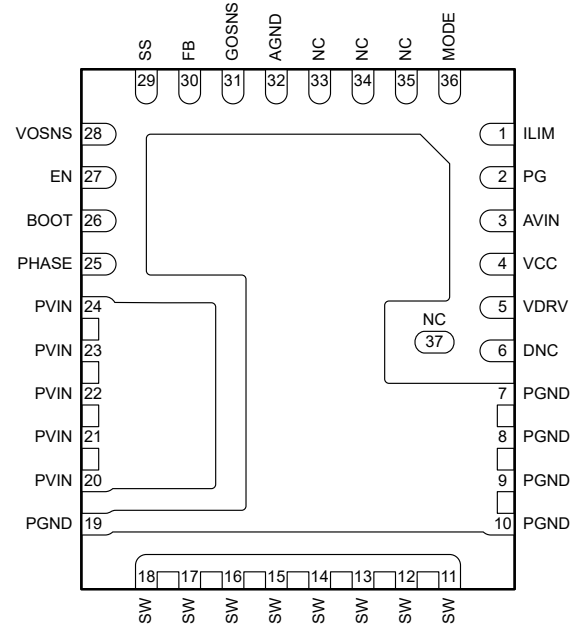 SS
FB
GOSNS
AGND
NC
NC
NC
MODE
29
30
31
32
33
34
35
36
VOSNS 28
1 ILIM
EN 27
2 PG
BOOT 26
3 AVIN
PHASE 25
4 VCC
PVIN 24
5 VDRV
NC
37
PVIN 23
6 DNC
PVIN 22
7 PGND
PVIN 21
8 PGND
PVIN 20
9 PGND
PGND 19
10 PGND
18
17
16
15
14
13
12
11
SW
SW
SW
SW
SW
SW
SW
SW